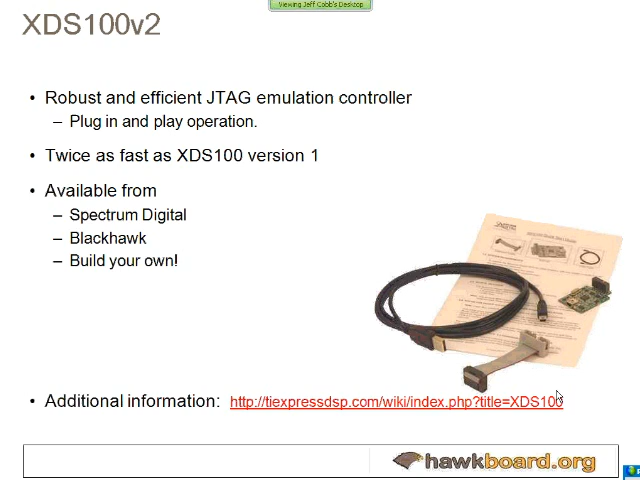 Viewing Jeff Cobb's Desktop
XDS100v2
• Robust and efficient JTAG emulation controller
– Plug in and play operation.
• Twice as fast as XDS100 version 1
• Available from
– Spectrum Digital
– Blackhawk
– Build your own!
• Additional information: http://tiexpressdsp.com/wiki/index.php?title=XDS100
hawkboard.org